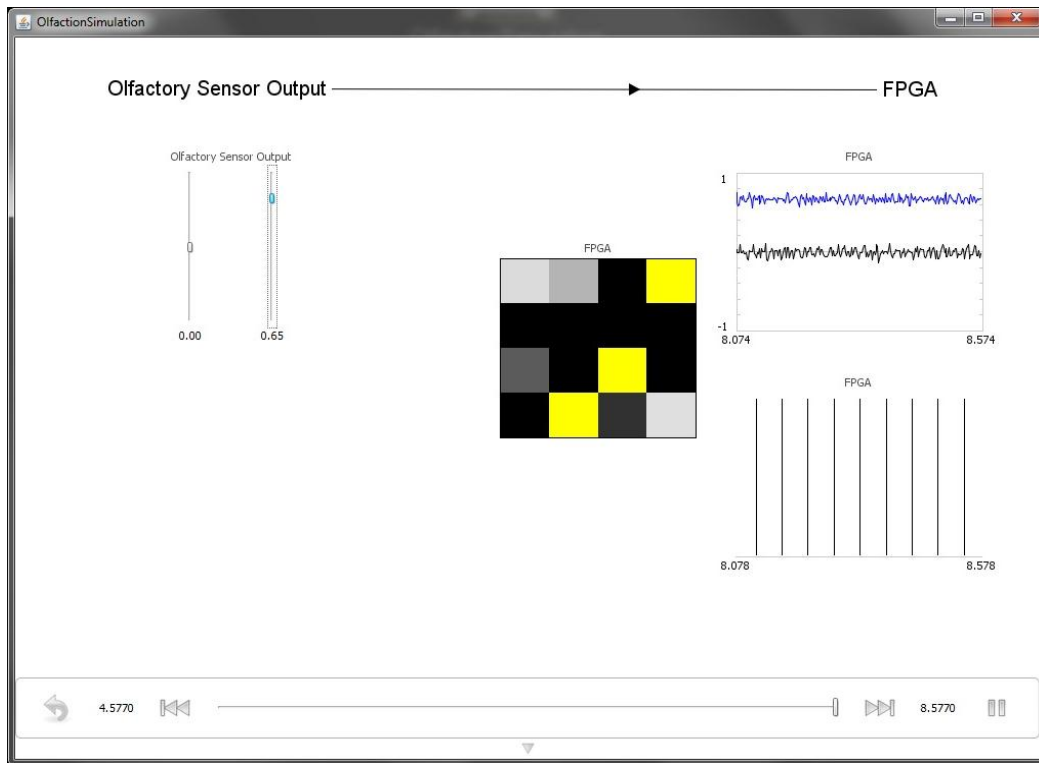 OlfactionSimulation
Olfactory Sensor Output
FPGA
Olfactory Sensor Output
0.00
0.65
FPGA
FPGA
1
-1
8.074
8.574
FPGA
8.078
8.578
4.5770
8.5770